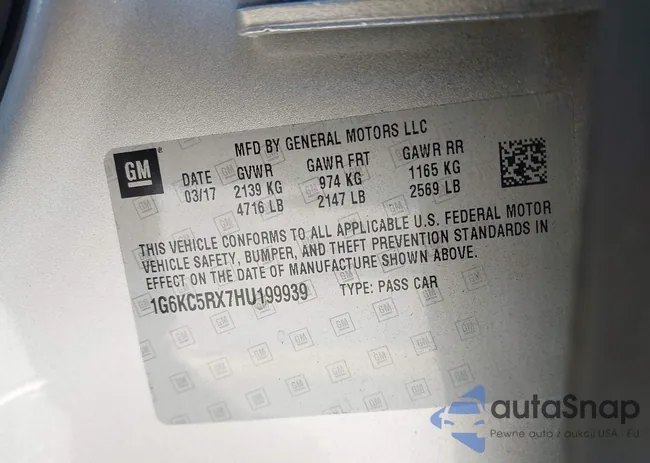 MFD BY GENERAL MOTORS LLC
GM
DATE GVWR GAWR FRT GAWR RR
03/17 2139 KG 974 KG 1165 KG
4716 LB 2147 LB 2569 LB
THIS VEHICLE CONFORMS TO ALL APPLICABLE U.S. FEDERAL MOTOR
VEHICLE SAFETY, BUMPER, AND THEFT PREVENTION STANDARDS IN
EFFECT ON THE DATE OF MANUFACTURE SHOWN ABOVE.
1G6KC5RX7HU199939 TYPE: PASS CAR
autaSnap
Pewne auta z aukcji USA - EU